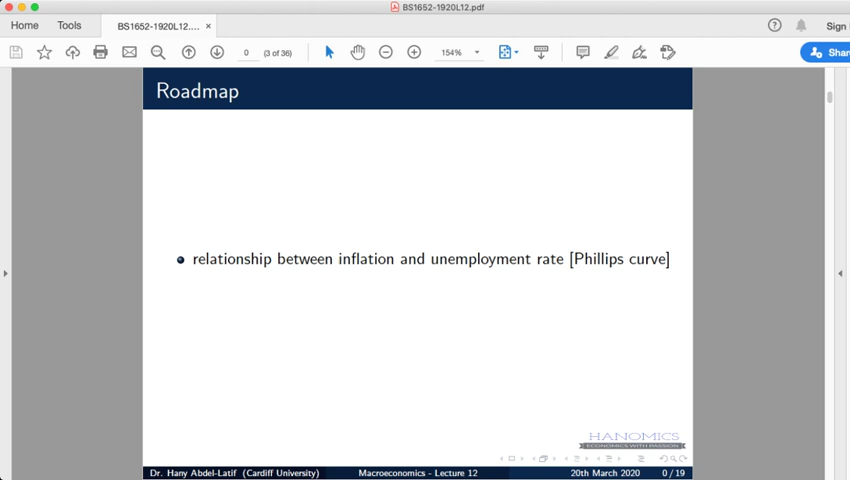 BS1652-1920L12.pdf
Home Tools BS1652-1920L12.... × Sign
0 (3 of 36) 154% Shar
Roadmap
relationship between inflation and unemployment rate [Phillips curve]
HANOMICS
ECONOMICS WITH PASSION
Dr. Hany Abdel-Latif (Cardiff University) Macroeconomics - Lecture 12 20th March 2020 0 / 19